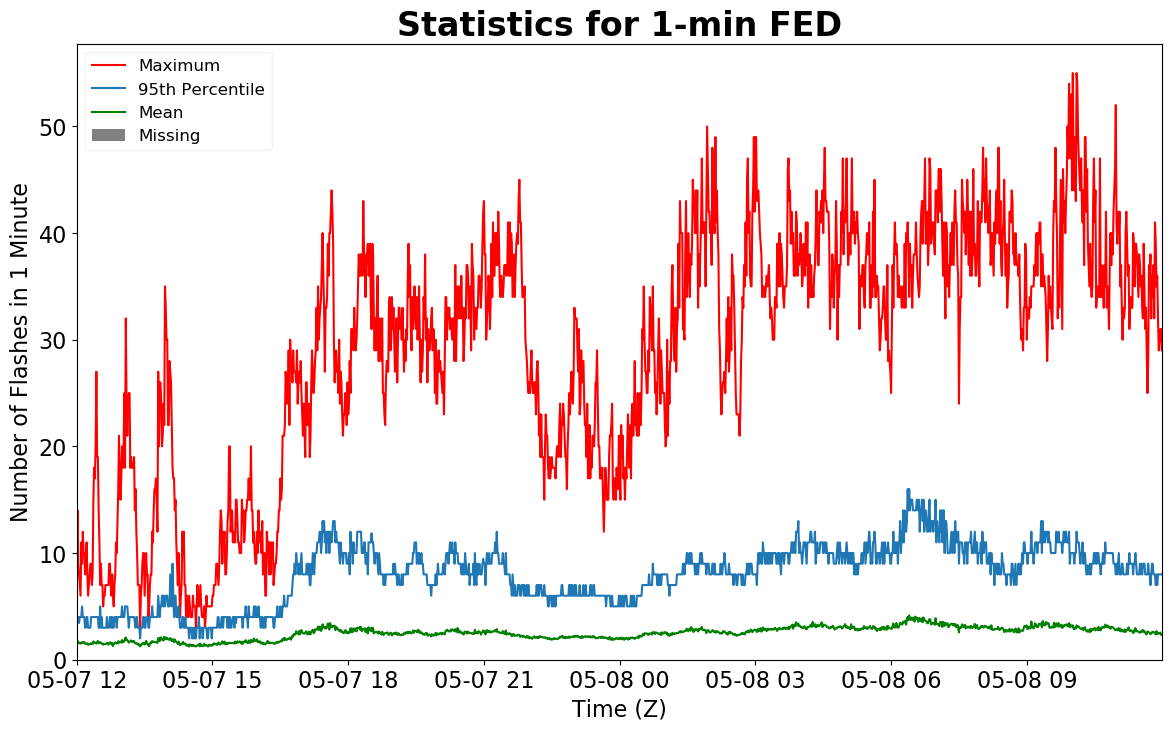 Statistics for 1-min FED
Maximum
95th Percentile
Mean
Missing
Number of Flashes in 1 Minute
50
40
30
20
10
0
05-07 12 05-07 15 05-07 18 05-07 21 05-08 00 05-08 03 05-08 06 05-08 09
Time (Z)